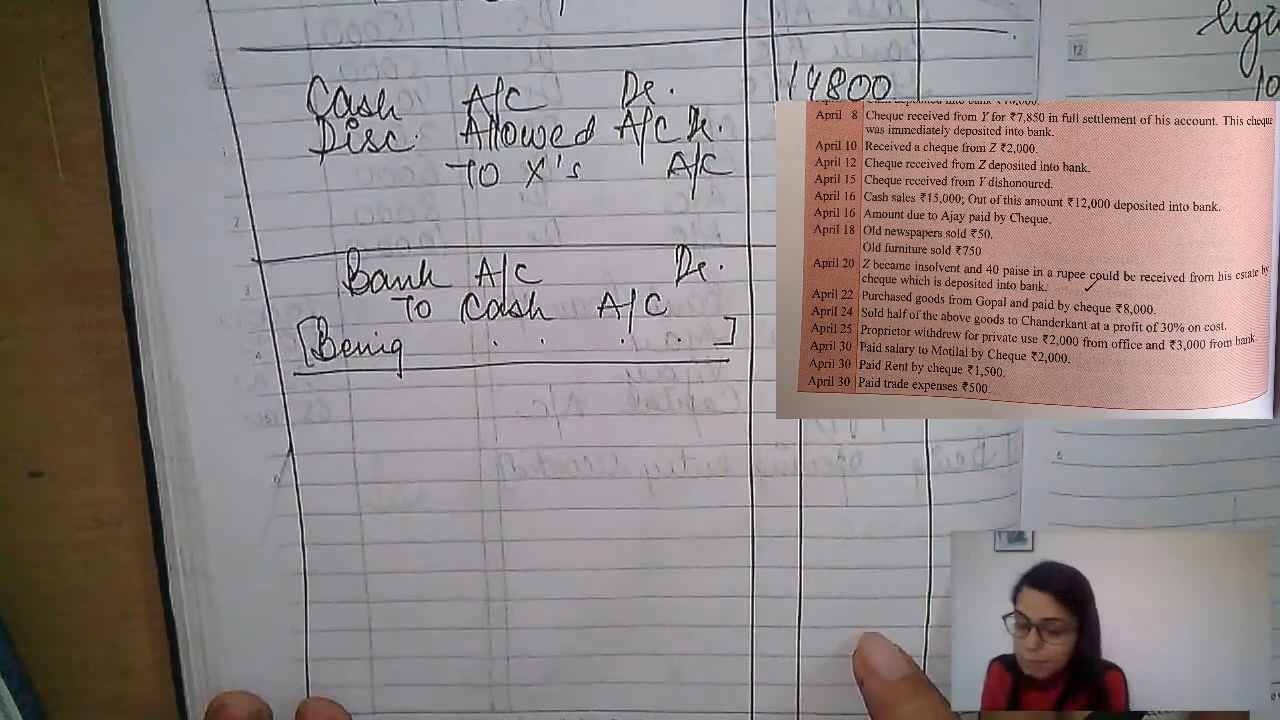 Cash A/C Dr. 14800
Disc. Allowed A/C Dr.
To X's A/C
Bank A/C Dr.
To Cash A/C
[Benig . . . . ]
12
10
April 8 Cheque received from Y for ₹7,850 in full settlement of his account. This cheque
was immediately deposited into bank.
April 10 Received a cheque from Z ₹2,000.
April 12 Cheque received from Z deposited into bank.
April 15 Cheque received from Y dishonoured.
April 16 Cash sales ₹15,000; Out of this amount ₹12,000 deposited into bank.
April 16 Amount due to Ajay paid by Cheque.
April 18 Old newspapers sold ₹50.
Old furniture sold ₹750
April 20 Z became insolvent and 40 paise in a rupee could be received from his estate by
cheque which is deposited into bank.
April 22 Purchased goods from Gopal and paid by cheque ₹8,000.
April 24 Sold half of the above goods to Chanderkant at a profit of 30% on cost.
April 25 Proprietor withdrew for private use ₹2,000 from office and ₹3,000 from bank
April 30 Paid salary to Motilal by Cheque ₹2,000.
April 30 Paid Rent by cheque ₹1,500.
April 30 Paid trade expenses ₹500.